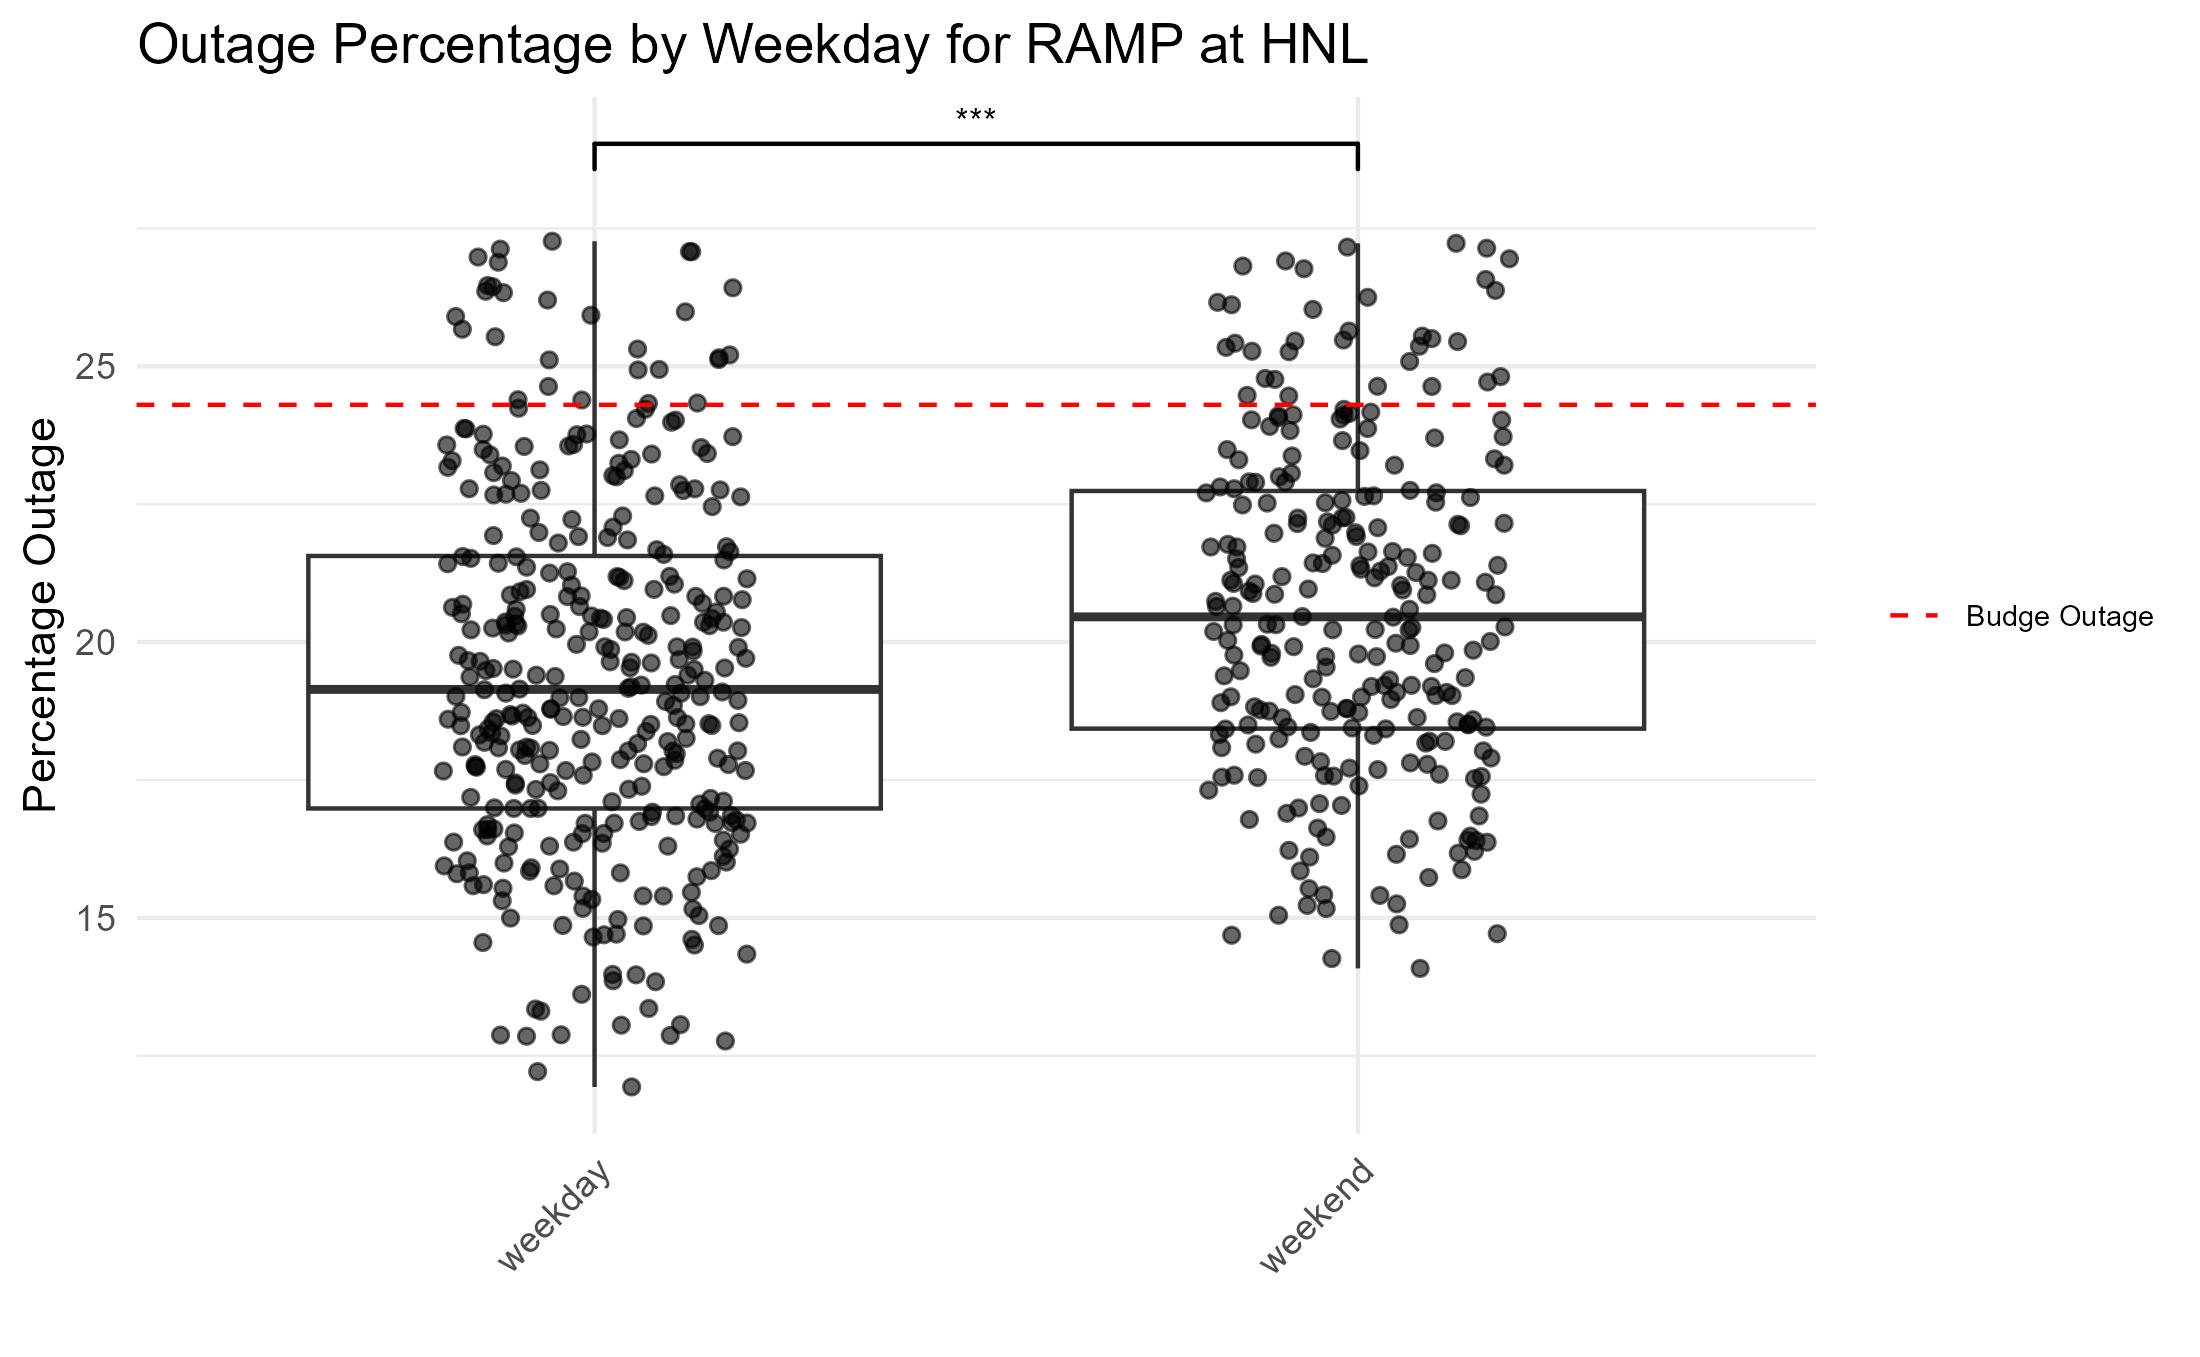 Outage Percentage by Weekday for RAMP at HNL
***
Percentage Outage
25
20
15
weekday
weekend
Budge Outage